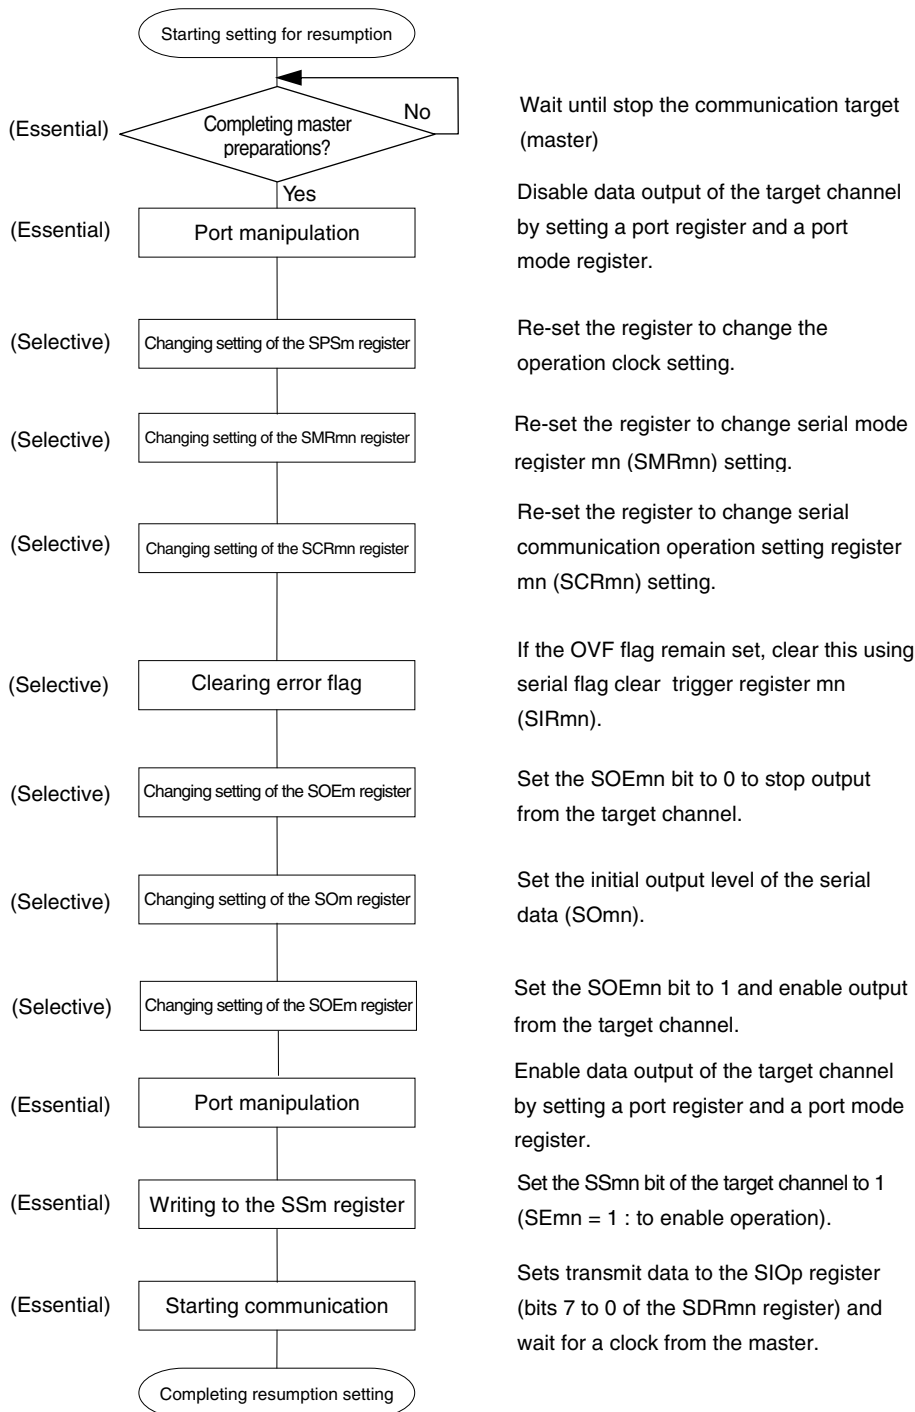 Starting setting for resumption
(Essential)
Completing master
preparations?
No
Yes
Wait until stop the communication target
(master)
(Essential)
Port manipulation
Disable data output of the target channel
by setting a port register and a port
mode register.
(Selective)
Changing setting of the SPSm register
Re-set the register to change the
operation clock setting.
(Selective)
Changing setting of the SMRmn register
Re-set the register to change serial mode
register mn (SMRmn) setting.
(Selective)
Changing setting of the SCRmn register
Re-set the register to change serial
communication operation setting register
mn (SCRmn) setting.
(Selective)
Clearing error flag
If the OVF flag remain set, clear this using
serial flag clear trigger register mn
(SIRmn).
(Selective)
Changing setting of the SOEm register
Set the SOEmn bit to 0 to stop output
from the target channel.
(Selective)
Changing setting of the SOm register
Set the initial output level of the serial
data (SOmn).
(Selective)
Changing setting of the SOEm register
Set the SOEmn bit to 1 and enable output
from the target channel.
(Essential)
Port manipulation
Enable data output of the target channel
by setting a port register and a port mode
register.
(Essential)
Writing to the SSm register
Set the SSmn bit of the target channel to 1
(SEmn = 1 : to enable operation).
(Essential)
Starting communication
Sets transmit data to the SIOp register
(bits 7 to 0 of the SDRmn register) and
wait for a clock from the master.
Completing resumption setting